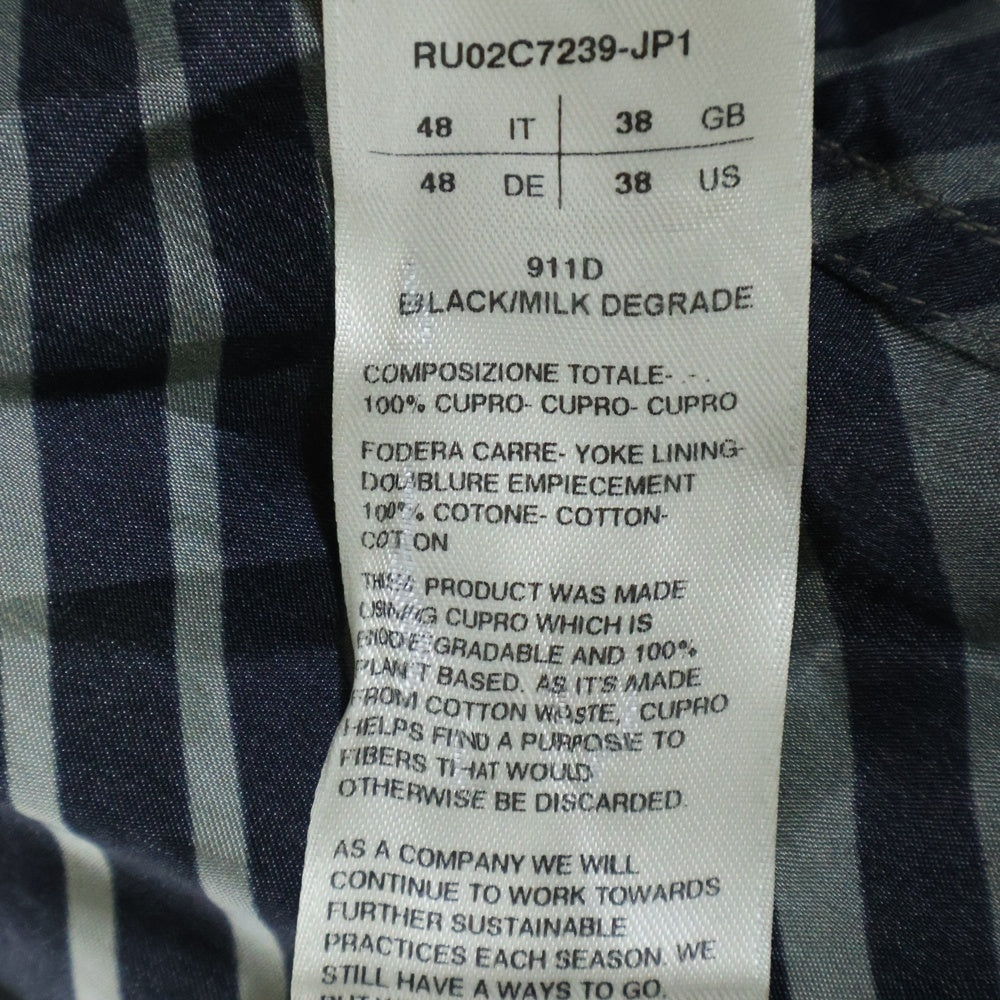 RU02C7239-JP1
48 IT 38 GB
48 DE 38 US
911D
BLACK/MILK DEGRADE
COMPOSIZIONE TOTALE- - -
100% CUPRO- CUPRO- CUPRO
FODERA CARRE- YOKE LINING-
DOUBLURE EMPIECEMENT
100% COTONE- COTTON-
COTON
THIS PRODUCT WAS MADE
USING CUPRO WHICH IS
BIODEGRADABLE AND 100%
PLANT BASED. AS IT'S MADE
FROM COTTON WASTE, CUPRO
HELPS FIND A PURPOSE TO
FIBERS THAT WOULD
OTHERWISE BE DISCARDED.
AS A COMPANY WE WILL
CONTINUE TO WORK TOWARDS
FURTHER SUSTAINABLE
PRACTICES EACH SEASON. WE
STILL HAVE A WAYS TO GO,